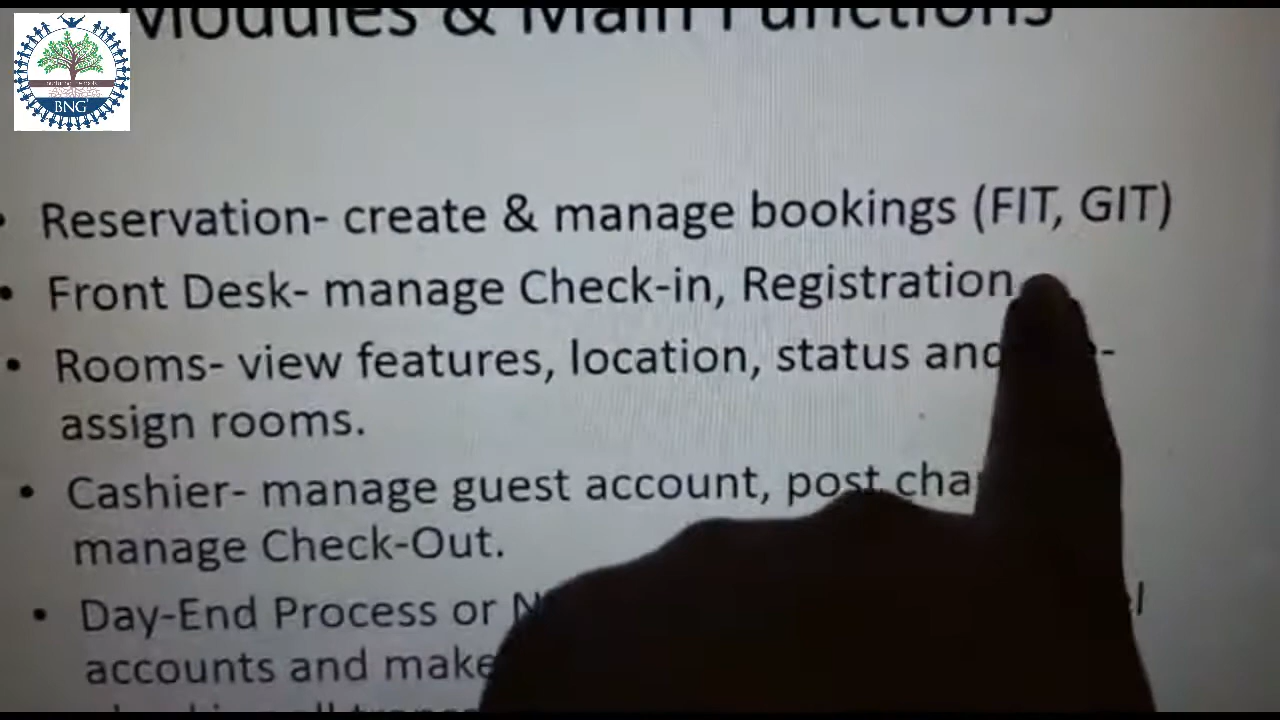 Modules & Main Functions
BNG
Reservation- create & manage bookings (FIT, GIT)
Front Desk- manage Check-in, Registration
Rooms- view features, location, status and
assign rooms.
Cashier- manage guest account, post
manage Check-Out.
Day-End Process or
accounts and make